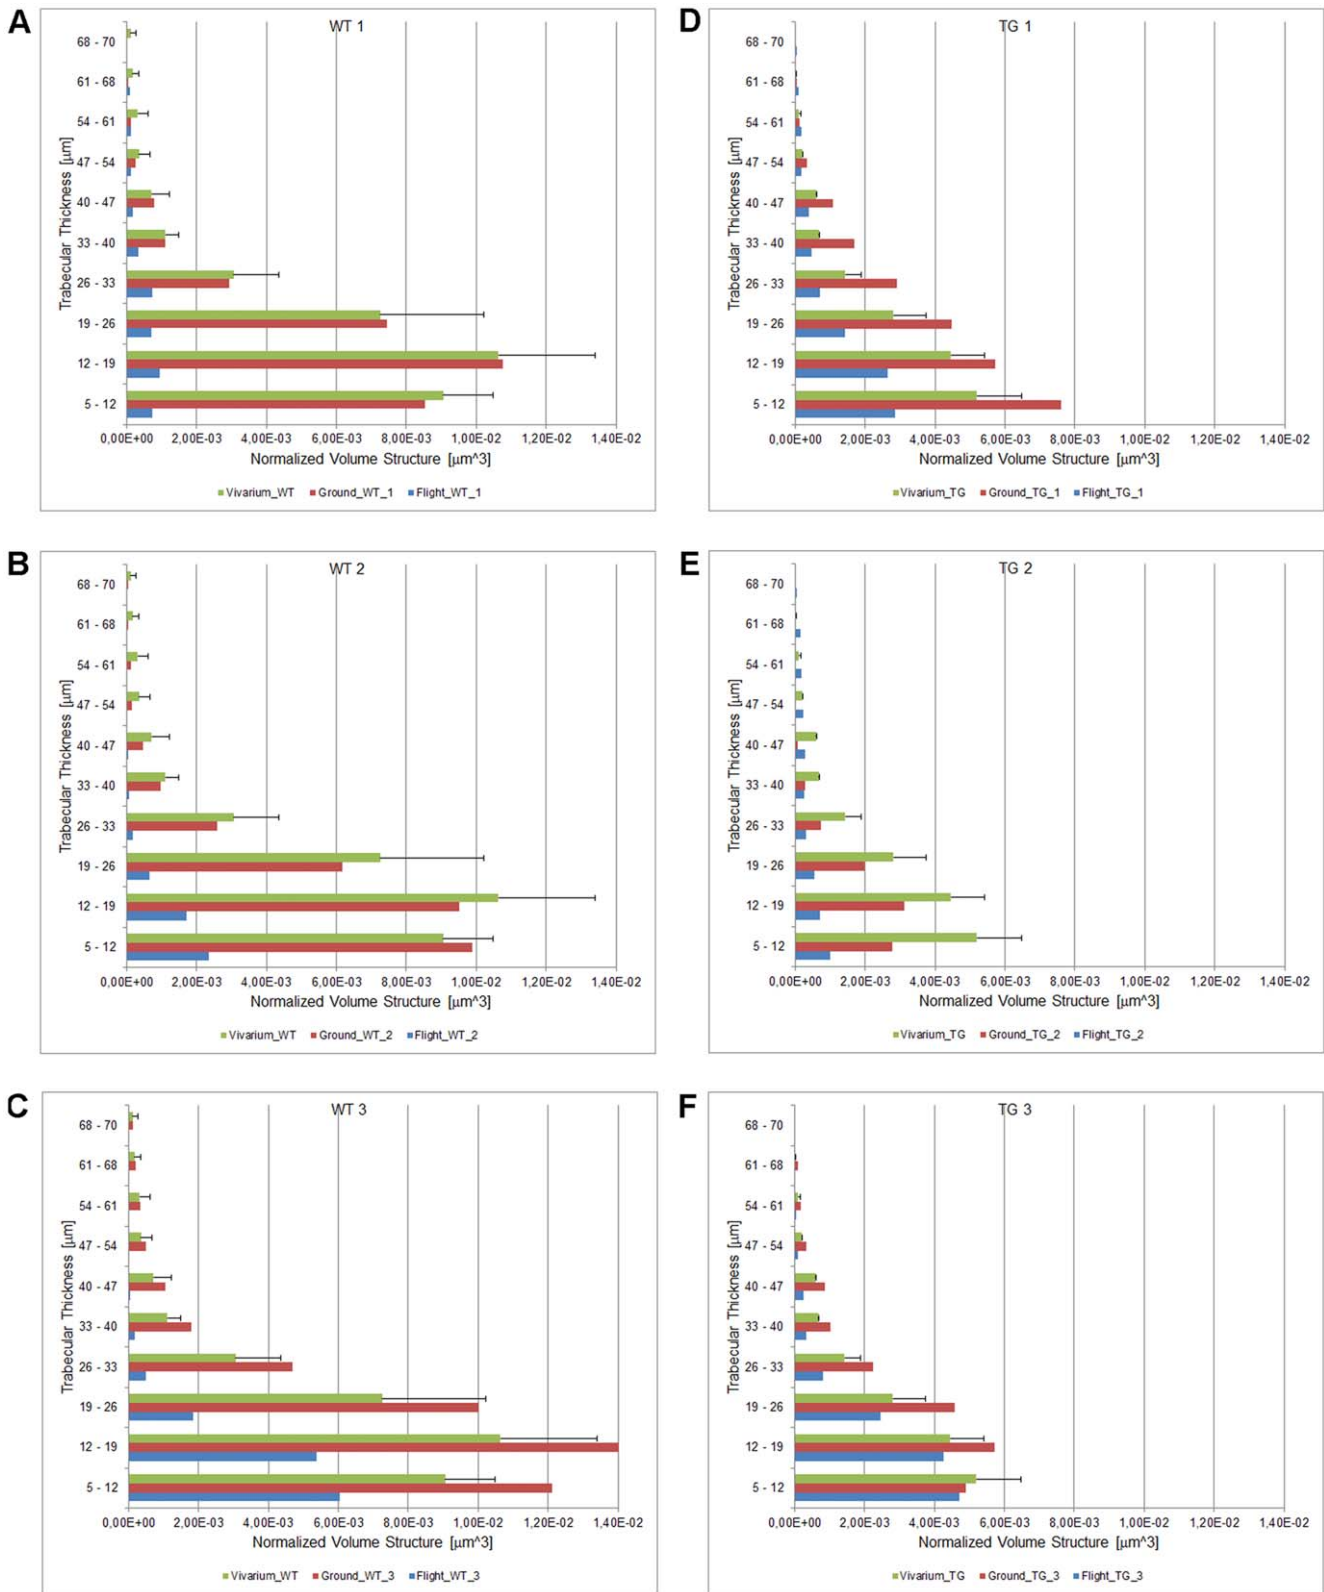 A
WT 1
Trabecular Thickness [µm]
68 - 70
61 - 68
54 - 61
47 - 54
40 - 47
33 - 40
26 - 33
19 - 26
12 - 19
5 - 12
0,00E+00 2,00E-03 4,00E-03 6,00E-03 8,00E-03 1,00E-02 1,20E-02 1,40E-02
Normalized Volume Structure [µm^3]
Vivarium_WT Ground_WT_1 Flight_WT_1
D
TG 1
Trabecular Thickness [µm]
68 - 70
61 - 68
54 - 61
47 - 54
40 - 47
33 - 40
26 - 33
19 - 26
12 - 19
5 - 12
0,00E+00 2,00E-03 4,00E-03 6,00E-03 8,00E-03 1,00E-02 1,20E-02 1,40E-02
Normalized Volume Structure [µm^3]
Vivarium_TG Ground_TG_1 Flight_TG_1
B
WT 2
Trabecular Thickness [µm]
68 - 70
61 - 68
54 - 61
47 - 54
40 - 47
33 - 40
26 - 33
19 - 26
12 - 19
5 - 12
0,00E+00 2,00E-03 4,00E-03 6,00E-03 8,00E-03 1,00E-02 1,20E-02 1,40E-02
Normalized Volume Structure [µm^3]
Vivarium_WT Ground_WT_2 Flight_WT_2
E
TG 2
Trabecular Thickness [µm]
68 - 70
61 - 68
54 - 61
47 - 54
40 - 47
33 - 40
26 - 33
19 - 26
12 - 19
5 - 12
0,00E+00 2,00E-03 4,00E-03 6,00E-03 8,00E-03 1,00E-02 1,20E-02 1,40E-02
Normalized Volume Structure [µm^3]
Vivarium_TG Ground_TG_2 Flight_TG_2
C
WT 3
Trabecular Thickness [µm]
68 - 70
61 - 68
54 - 61
47 - 54
40 - 47
33 - 40
26 - 33
19 - 26
12 - 19
5 - 12
0,00E+00 2,00E-03 4,00E-03 6,00E-03 8,00E-03 1,00E-02 1,20E-02 1,40E-02
Normalized Volume Structure [µm^3]
Vivarium_WT Ground_WT_3 Flight_WT_3
F
TG 3
Trabecular Thickness [µm]
68 - 70
61 - 68
54 - 61
47 - 54
40 - 47
33 - 40
26 - 33
19 - 26
12 - 19
5 - 12
0,00E+00 2,00E-03 4,00E-03 6,00E-03 8,00E-03 1,00E-02 1,20E-02 1,40E-02
Normalized Volume Structure [µm^3]
Vivarium_TG Ground_TG_3 Flight_TG_3